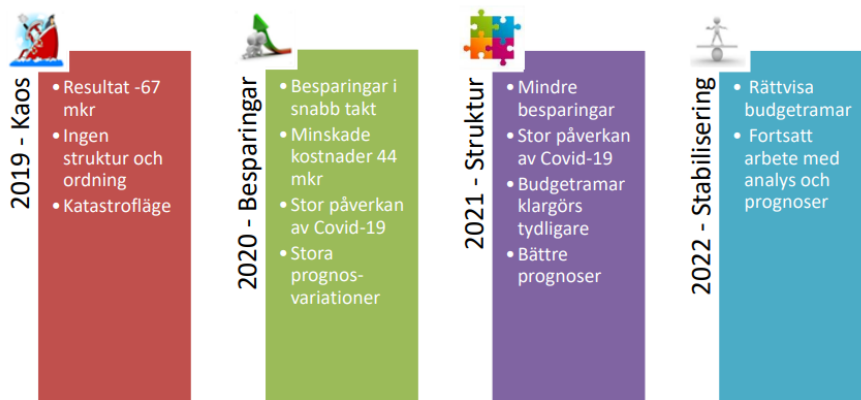 2019 - Kaos
• Resultat -67
mkr
• Ingen
struktur och
ordning
• Katastrofläge
2020 - Besparingar
• Besparingar i
snabb takt
• Minskade
kostnader 44
mkr
• Stor påverkan
av Covid-19
• Stora
prognos-
variationer
2021 - Struktur
• Mindre
besparingar
• Stor påverkan
av Covid-19
• Budgetramar
klargörs
tydligare
• Bättre
prognoser
2022 - Stabilisering
• Rättvisa
budgetramar
• Fortsatt
arbete med
analys och
prognoser